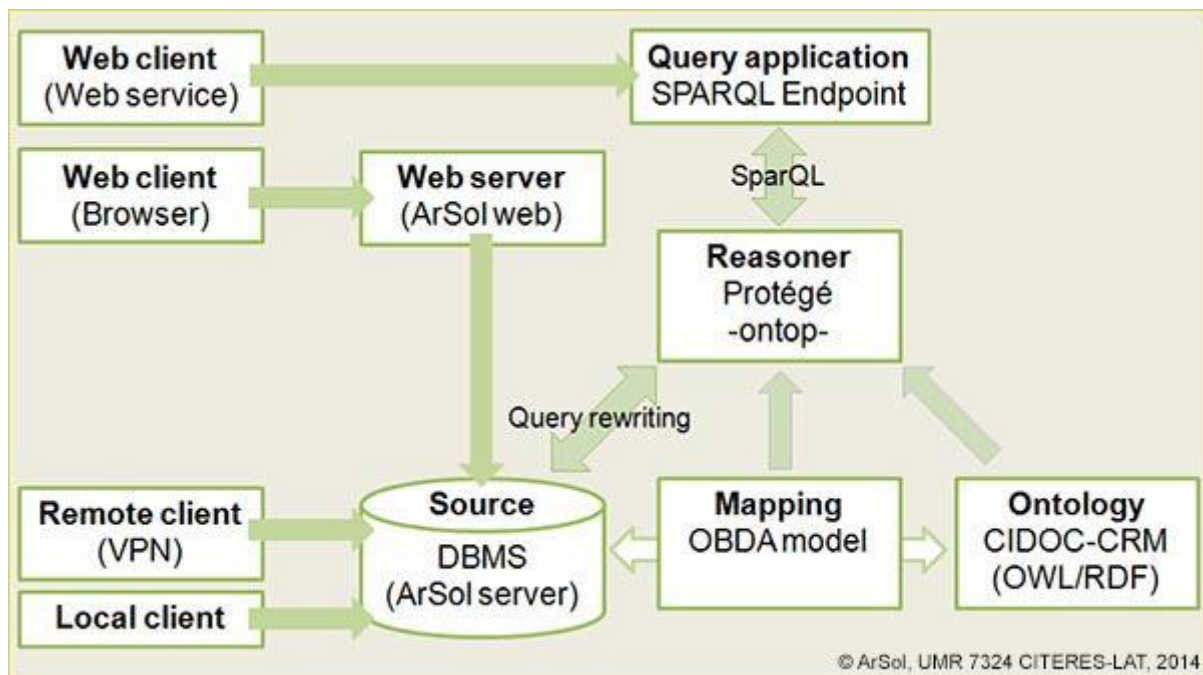 Web client
(Web service)
Query application
SPARQL Endpoint
Web client
(Browser)
Web server
(ArSol web)
SparQL
Reasoner
Protégé
-ontop-
Query rewriting
Remote client
(VPN)
Local client
Source
DBMS
(ArSol server)
Mapping
OBDA model
Ontology
CIDOC-CRM
(OWL/RDF)
© ArSol, UMR 7324 CITERES-LAT, 2014